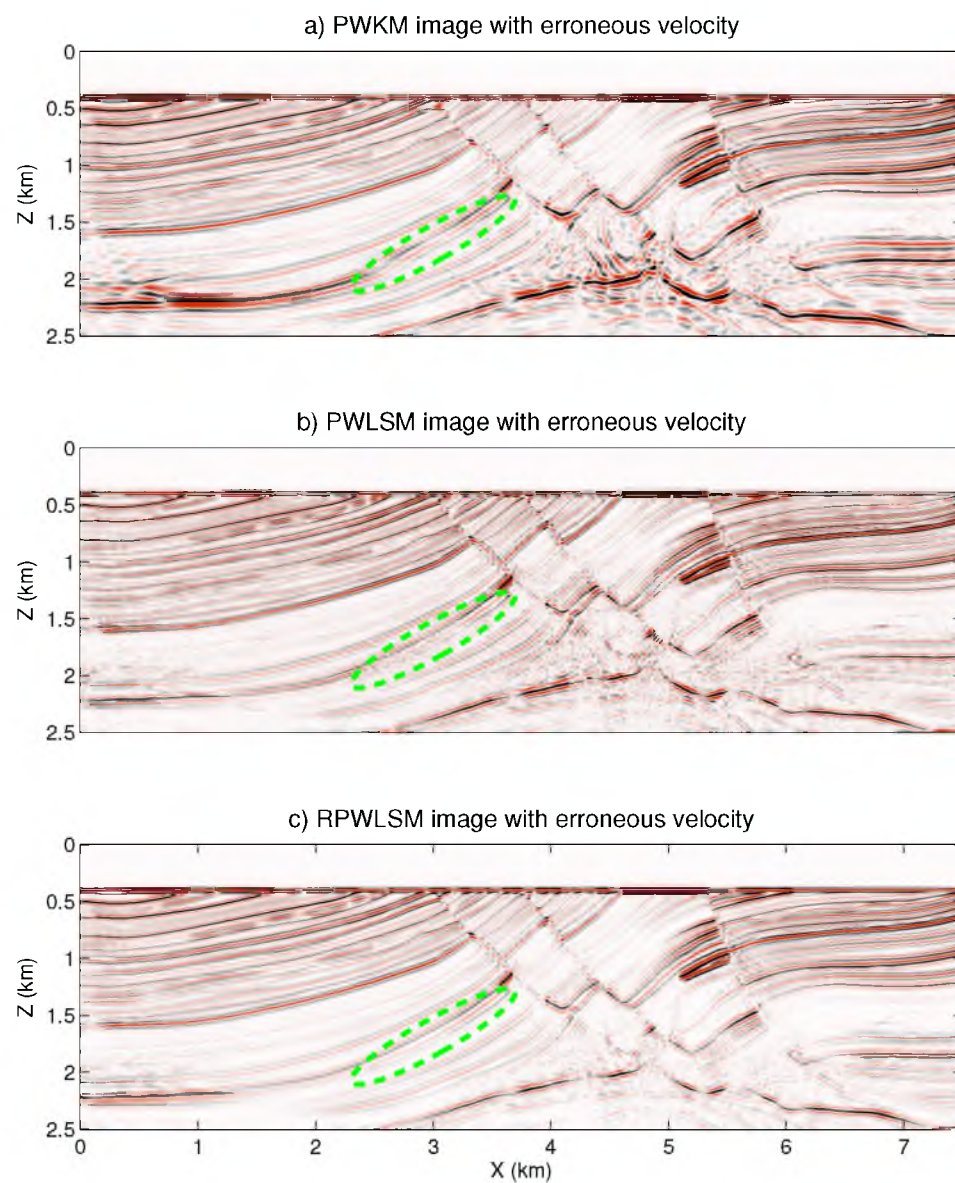 a) PWKM image with erroneous velocity
0
0.5
1
1.5
2
2.5
Z (km)
b) PWLSM image with erroneous velocity
0
0.5
1
1.5
2
2.5
Z (km)
c) RPWLSM image with erroneous velocity
0
0.5
1
1.5
2
2.5
Z (km)
0 1 2 3 4 5 6 7
X (km)